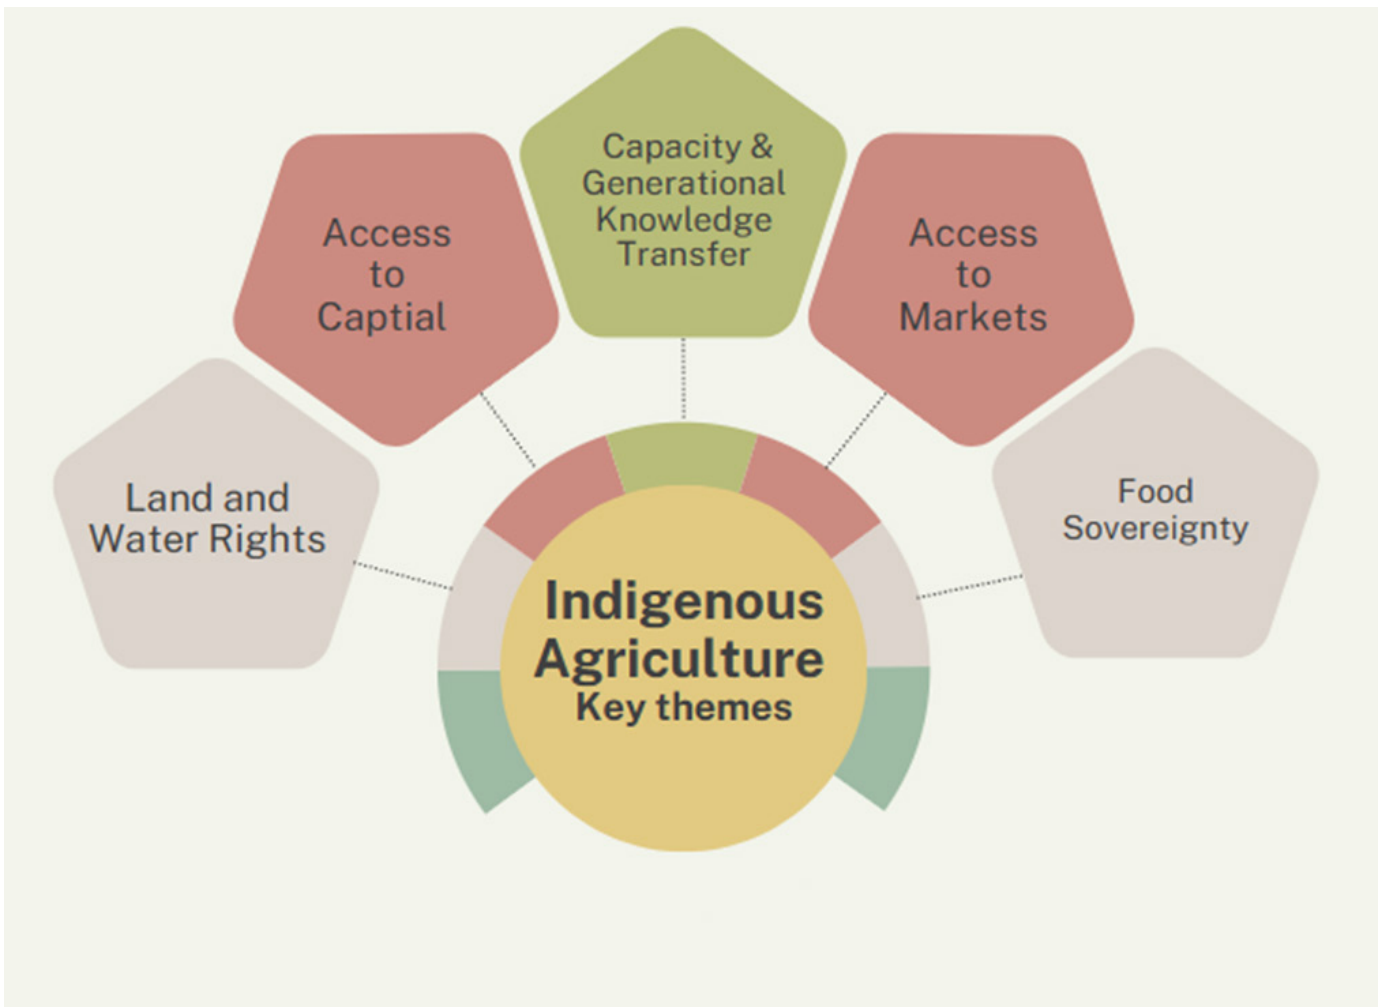 Capacity &
Generational
Knowledge
Transfer
Access
to
Captial
Access
to
Markets
Land and
Water Rights
Food
Sovereignty
Indigenous
Agriculture
Key themes